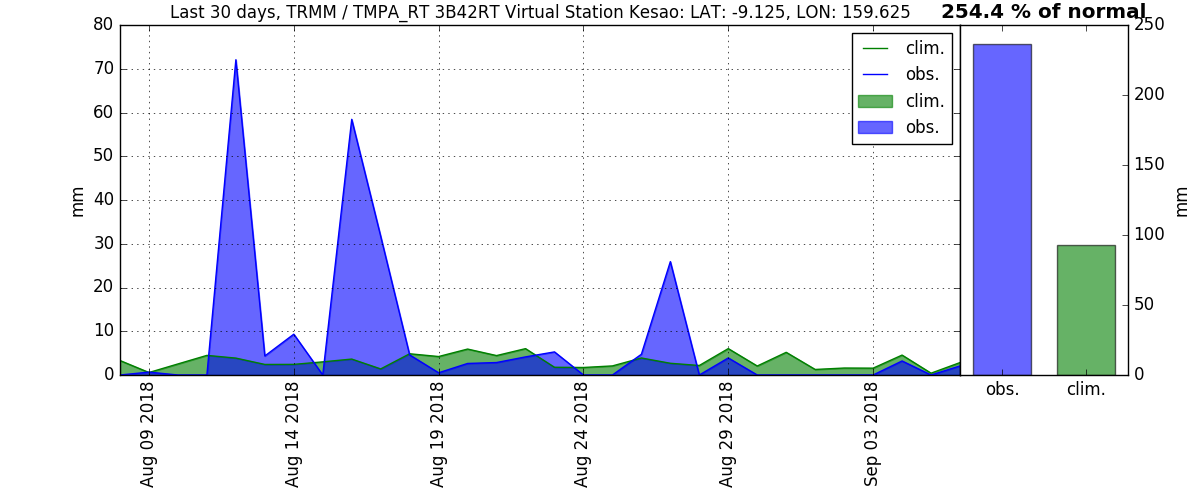 Last 30 days, TRMM / TMPA_RT 3B42RT Virtual Station Kesao: LAT: -9.125, LON: 159.625
254.4 % of normal
80
70
60
50
40
30
20
10
0
mm
clim.
obs.
clim.
obs.
Aug 09 2018
Aug 14 2018
Aug 19 2018
Aug 24 2018
Aug 29 2018
Sep 03 2018
250
200
150
100
50
0
mm
obs.
clim.